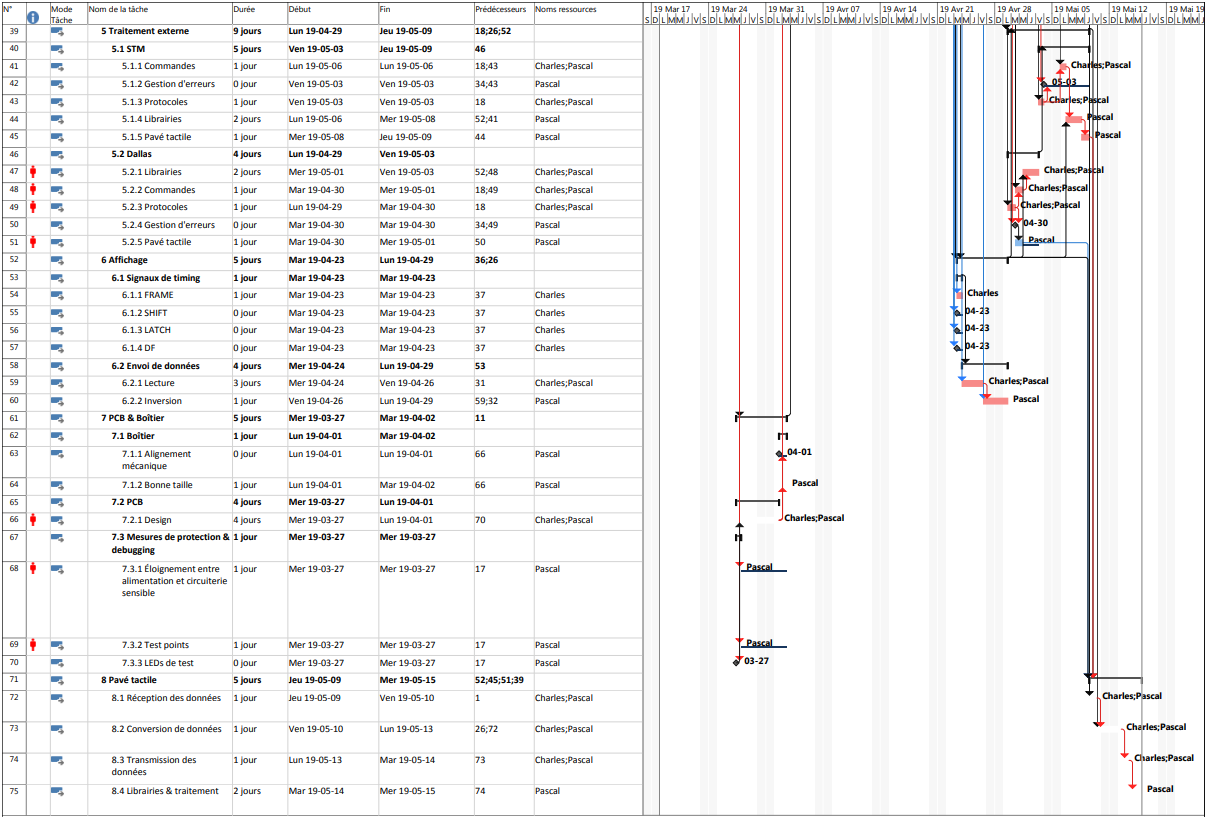 N° Mode Tâche Nom de la tâche Durée Début Fin Prédécesseurs Noms ressources
19 Mar 17 19 Mar 24 19 Mar 31 19 Avr 07 19 Avr 14 19 Avr 21 19 Avr 28 19 Mai 05 19 Mai 12 19 Mai 19
S D L M M J V S D L M M J V S D L M M J V S D L M M J V S D L M M J V S D L M M J V S D L M M J V S D L M M J V S D L M M J V S D L M
39 5 Traitement externe 9 jours Lun 19-04-29 Jeu 19-05-09 18;26;52
40 5.1 STM 5 jours Ven 19-05-03 Jeu 19-05-09 46
41 5.1.1 Commandes 1 jour Lun 19-05-06 Lun 19-05-06 18;43 Charles;Pascal Charles;Pascal
42 5.1.2 Gestion d'erreurs 0 jour Ven 19-05-03 Ven 19-05-03 34;43 Pascal 05-03
43 5.1.3 Protocoles 1 jour Ven 19-05-03 Ven 19-05-03 18 Charles;Pascal Charles;Pascal
44 5.1.4 Librairies 2 jours Lun 19-05-06 Mer 19-05-08 52;41 Pascal Pascal
45 5.1.5 Pavé tactile 1 jour Mer 19-05-08 Jeu 19-05-09 44 Pascal Pascal
46 5.2 Dallas 4 jours Lun 19-04-29 Ven 19-05-03
47 5.2.1 Librairies 2 jours Mer 19-05-01 Ven 19-05-03 52;48 Charles;Pascal Charles;Pascal
48 5.2.2 Commandes 1 jour Mar 19-04-30 Mer 19-05-01 18;49 Charles;Pascal Charles;Pascal
49 5.2.3 Protocoles 1 jour Lun 19-04-29 Mar 19-04-30 18 Charles;Pascal Charles;Pascal
50 5.2.4 Gestion d'erreurs 0 jour Mar 19-04-30 Mar 19-04-30 34;49 Pascal 04-30
51 5.2.5 Pavé tactile 1 jour Mar 19-04-30 Mer 19-05-01 50 Pascal Pascal
52 6 Affichage 5 jours Mar 19-04-23 Lun 19-04-29 36;26
53 6.1 Signaux de timing 1 jour Mar 19-04-23 Mar 19-04-23
54 6.1.1 FRAME 1 jour Mar 19-04-23 Mar 19-04-23 37 Charles Charles
55 6.1.2 SHIFT 0 jour Mar 19-04-23 Mar 19-04-23 37 Charles 04-23
56 6.1.3 LATCH 0 jour Mar 19-04-23 Mar 19-04-23 37 Charles 04-23
57 6.1.4 DF 0 jour Mar 19-04-23 Mar 19-04-23 37 Charles 04-23
58 6.2 Envoi de données 4 jours Mer 19-04-24 Lun 19-04-29 53
59 6.2.1 Lecture 3 jours Mer 19-04-24 Ven 19-04-26 31 Charles;Pascal Charles;Pascal
60 6.2.2 Inversion 1 jour Ven 19-04-26 Lun 19-04-29 59;32 Pascal Pascal
61 7 PCB & Boîtier 5 jours Mer 19-03-27 Mar 19-04-02 11
62 7.1 Boîtier 1 jour Lun 19-04-01 Mar 19-04-02
63 7.1.1 Alignement 0 jour Lun 19-04-01 Lun 19-04-01 66 Pascal 04-01
mécanique
64 7.1.2 Bonne taille 1 jour Lun 19-04-01 Mar 19-04-02 66 Pascal Pascal
65 7.2 PCB 4 jours Mer 19-03-27 Lun 19-04-01
66 7.2.1 Design 4 jours Mer 19-03-27 Lun 19-04-01 70 Charles;Pascal Charles;Pascal
67 7.3 Mesures de protection & 1 jour Mer 19-03-27 Mer 19-03-27
debugging
68 7.3.1 Éloignement entre 1 jour Mer 19-03-27 Mer 19-03-27 17 Pascal Pascal
alimentation et circuiterie
sensible
69 7.3.2 Test points 1 jour Mer 19-03-27 Mer 19-03-27 17 Pascal Pascal
70 7.3.3 LEDs de test 0 jour Mer 19-03-27 Mer 19-03-27 17 Pascal 03-27
71 8 Pavé tactile 5 jours Jeu 19-05-09 Mer 19-05-15 52;45;51;39
72 8.1 Réception des données 1 jour Jeu 19-05-09 Ven 19-05-10 1 Charles;Pascal Charles;Pascal
73 8.2 Conversion de données 1 jour Ven 19-05-10 Lun 19-05-13 26;72 Charles;Pascal Charles;Pascal
74 8.3 Transmission des 1 jour Lun 19-05-13 Mar 19-05-14 73 Charles;Pascal Charles;Pascal
données
75 8.4 Librairies & traitement 2 jours Mar 19-05-14 Mer 19-05-15 74 Pascal Pascal